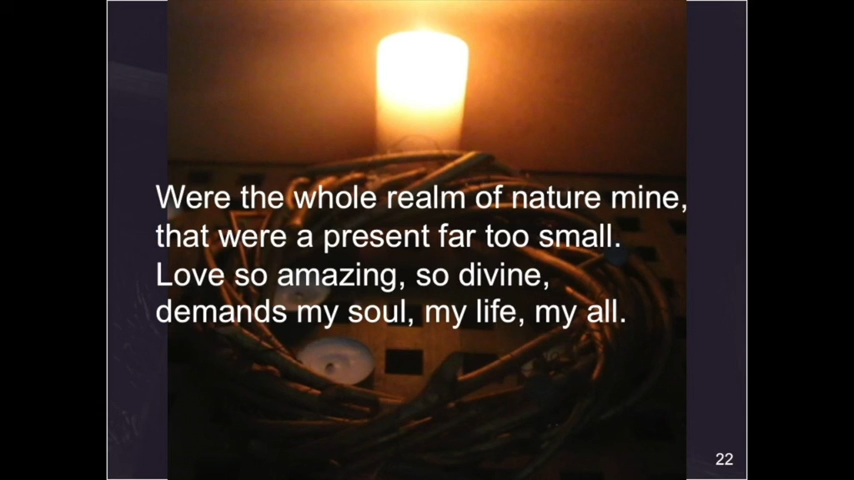 Were the whole realm of nature mine,
that were a present far too small.
Love so amazing, so divine,
demands my soul, my life, my all.
22